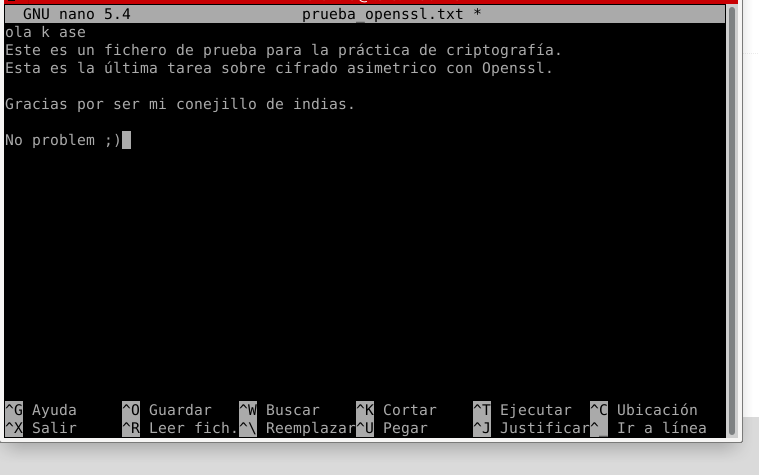 GNU nano 5.4 prueba_openssl.txt *
ola k ase
Este es un fichero de prueba para la práctica de criptografía.
Esta es la última tarea sobre cifrado asimetrico con Openssl.
Gracias por ser mi conejillo de indias.
No problem ;)
^G Ayuda ^O Guardar ^W Buscar ^K Cortar ^T Ejecutar ^C Ubicación
^X Salir ^R Leer fich. ^\ Reemplazar ^U Pegar ^J Justificar ^_ Ir a línea